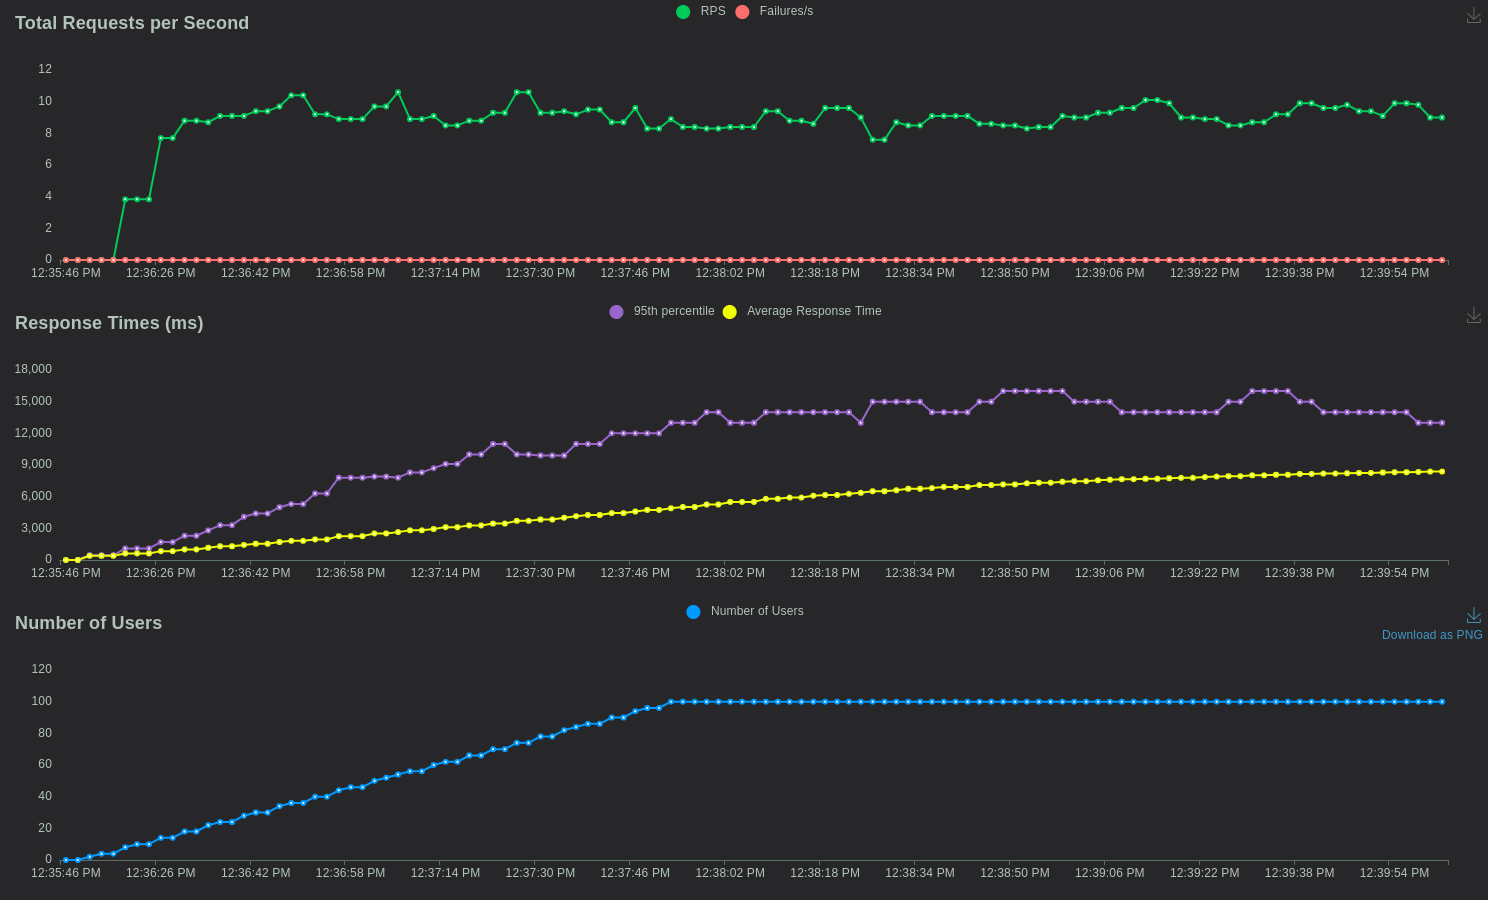 Total Requests per Second
RPS Failures/s
12
10
8
6
4
2
0
12:35:46 PM 12:36:26 PM 12:36:42 PM 12:36:58 PM 12:37:14 PM 12:37:30 PM 12:37:46 PM 12:38:02 PM 12:38:18 PM 12:38:34 PM 12:38:50 PM 12:39:06 PM 12:39:22 PM 12:39:38 PM 12:39:54 PM
Response Times (ms)
95th percentile Average Response Time
18,000
15,000
12,000
9,000
6,000
3,000
0
12:35:46 PM 12:36:26 PM 12:36:42 PM 12:36:58 PM 12:37:14 PM 12:37:30 PM 12:37:46 PM 12:38:02 PM 12:38:18 PM 12:38:34 PM 12:38:50 PM 12:39:06 PM 12:39:22 PM 12:39:38 PM 12:39:54 PM
Number of Users
Number of Users
Download as PNG
120
100
80
60
40
20
0
12:35:46 PM 12:36:26 PM 12:36:42 PM 12:36:58 PM 12:37:14 PM 12:37:30 PM 12:37:46 PM 12:38:02 PM 12:38:18 PM 12:38:34 PM 12:38:50 PM 12:39:06 PM 12:39:22 PM 12:39:38 PM 12:39:54 PM